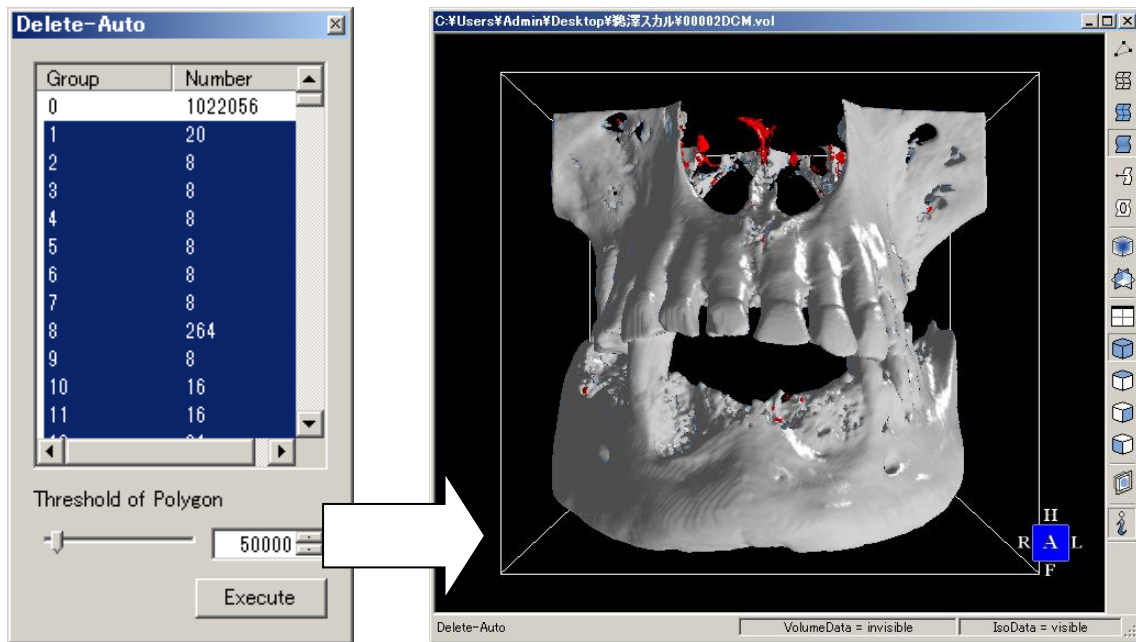 Delete-Auto
Group Number
0 1022056
1 20
2 8
3 8
4 8
5 8
6 8
7 8
8 264
9 8
10 16
11 16
Threshold of Polygon
50000
Execute
C:¥Users¥Admin¥Desktop¥鵜澤スカル¥00002DCM.vol
H
R A L
F
Delete-Auto
VolumeData = invisible
IsoData = visible